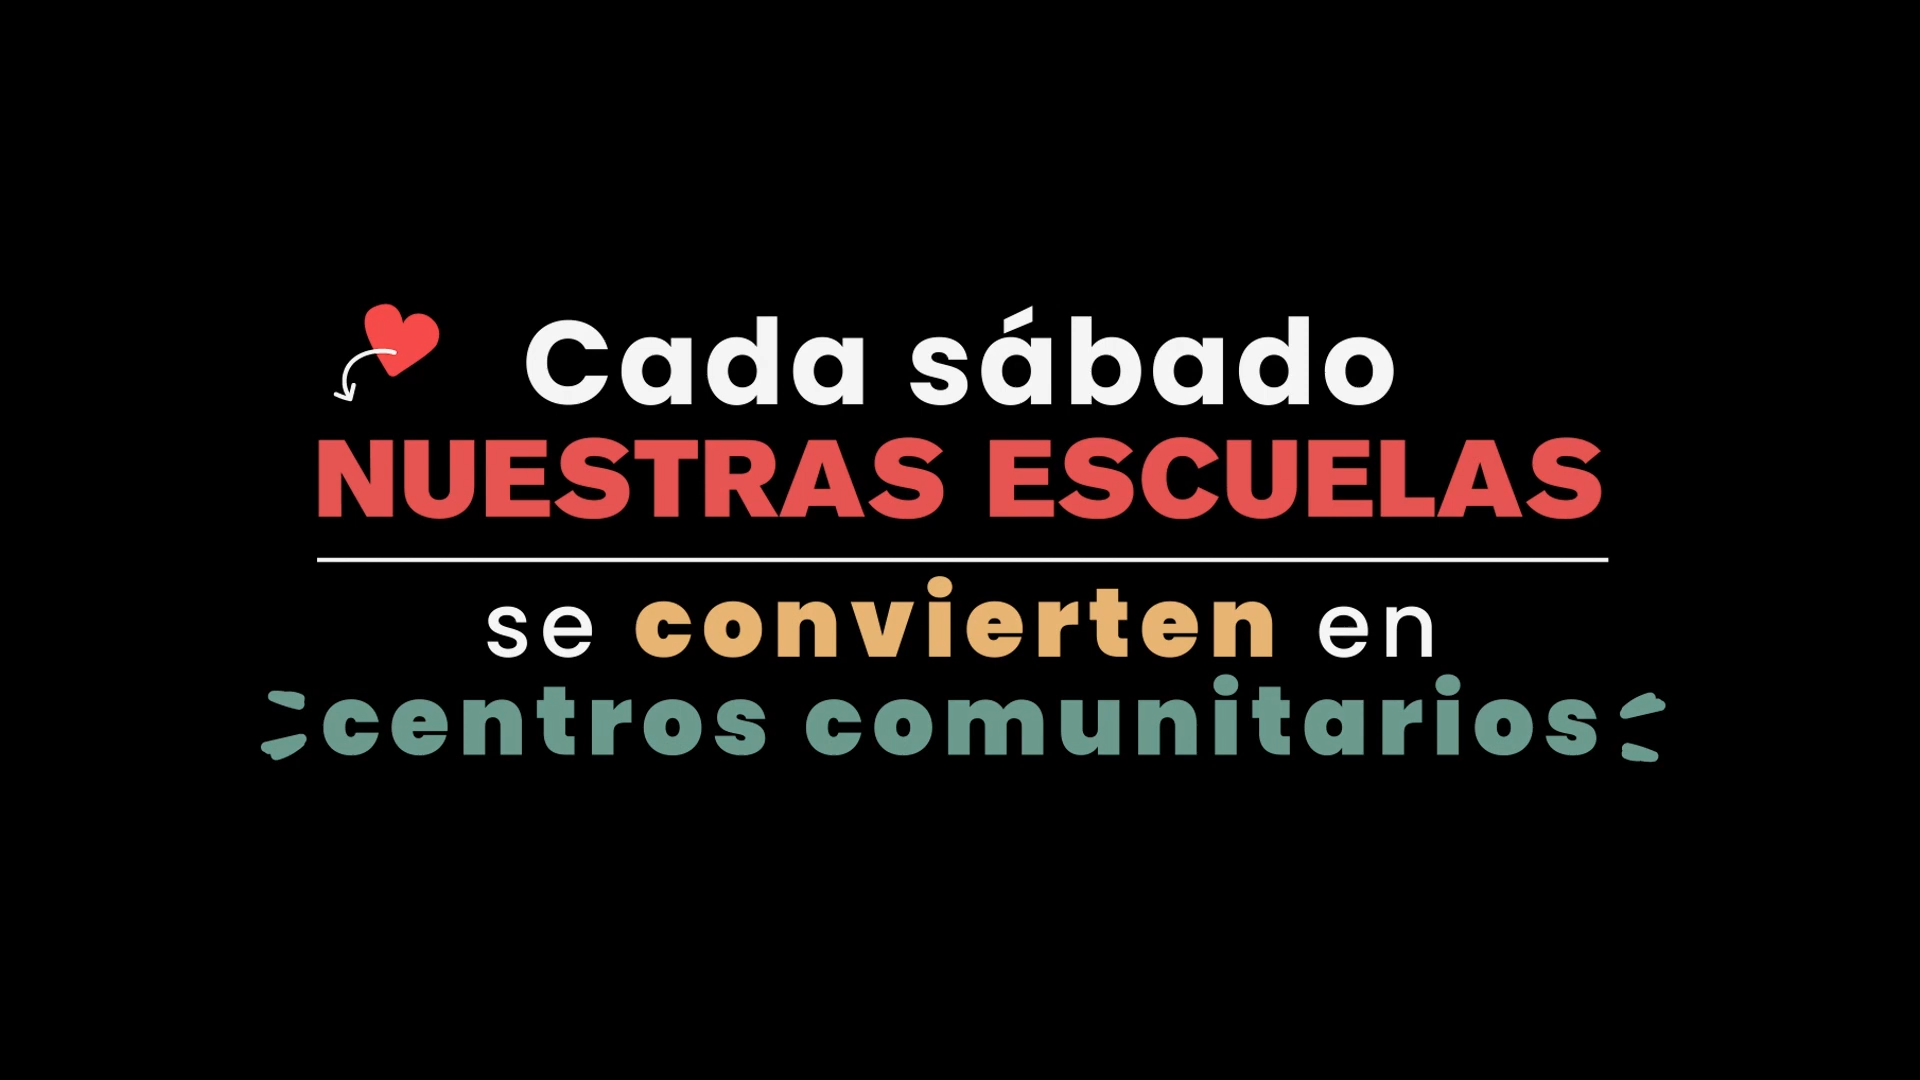 Cada sábado
NUESTRAS ESCUELAS
se convierten en
centros comunitarios